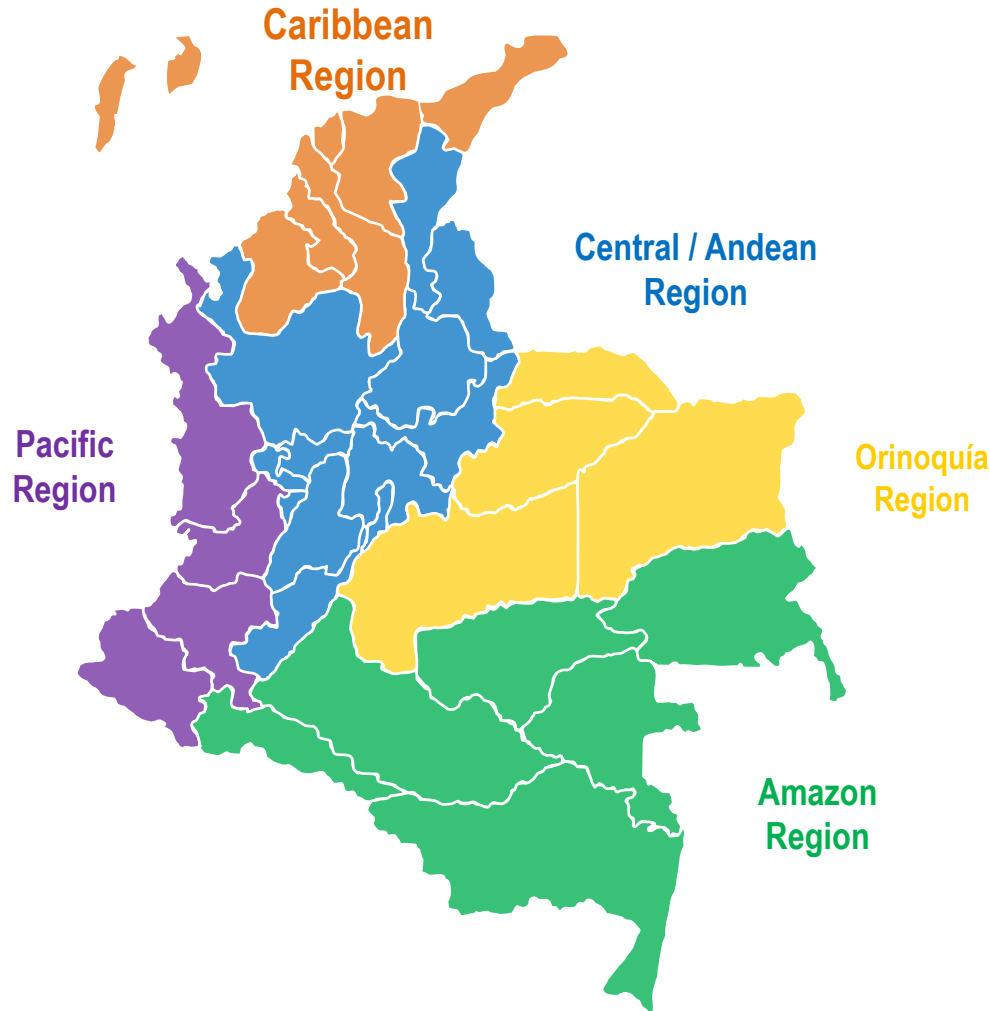 Caribbean
Region
Central / Andean
Region
Pacific
Region
Orinoquía
Region
Amazon
Region